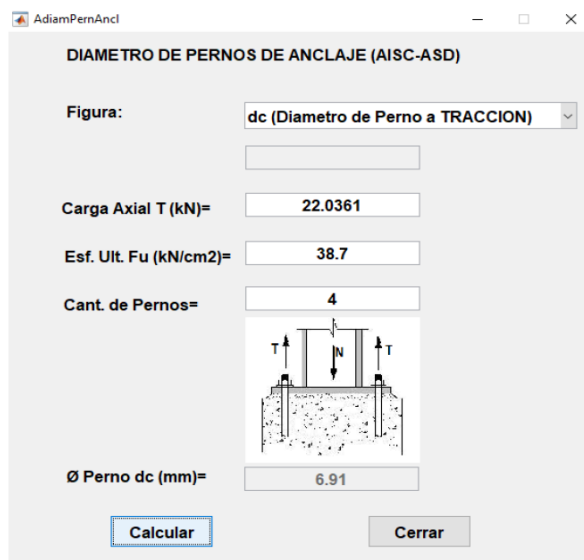 AdiamPernAncl
DIAMETRO DE PERNOS DE ANCLAJE (AISC-ASD)
Figura:
dc (Diametro de Perno a TRACCION)
Carga Axial T (kN)=
22.0361
Esf. Ult. Fu (kN/cm2)=
38.7
Cant. de Pernos=
4
T N T
Ø Perno dc (mm)=
6.91
Calcular
Cerrar